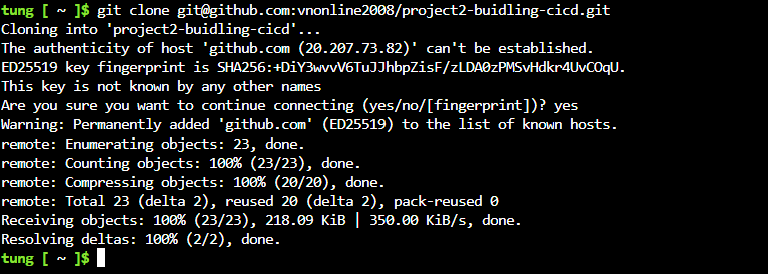 tung [ ~ ]$ git clone git@github.com:vnonline2008/project2-buidling-cicd.git
Cloning into 'project2-buidling-cicd'...
The authenticity of host 'github.com (20.207.73.82)' can't be established.
ED25519 key fingerprint is SHA256:+DiY3wvvV6TuJJhbpZisF/zLDA0zPMSvHdkr4UvCOqU.
This key is not known by any other names
Are you sure you want to continue connecting (yes/no/[fingerprint])? yes
Warning: Permanently added 'github.com' (ED25519) to the list of known hosts.
remote: Enumerating objects: 23, done.
remote: Counting objects: 100% (23/23), done.
remote: Compressing objects: 100% (20/20), done.
remote: Total 23 (delta 2), reused 20 (delta 2), pack-reused 0
Receiving objects: 100% (23/23), 218.09 KiB | 350.00 KiB/s, done.
Resolving deltas: 100% (2/2), done.
tung [ ~ ]$